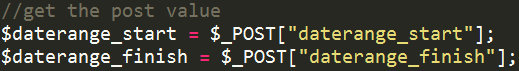 //get the post value
$daterange_start = $_POST["daterange_start"];
$daterange_finish = $_POST["daterange_finish"];